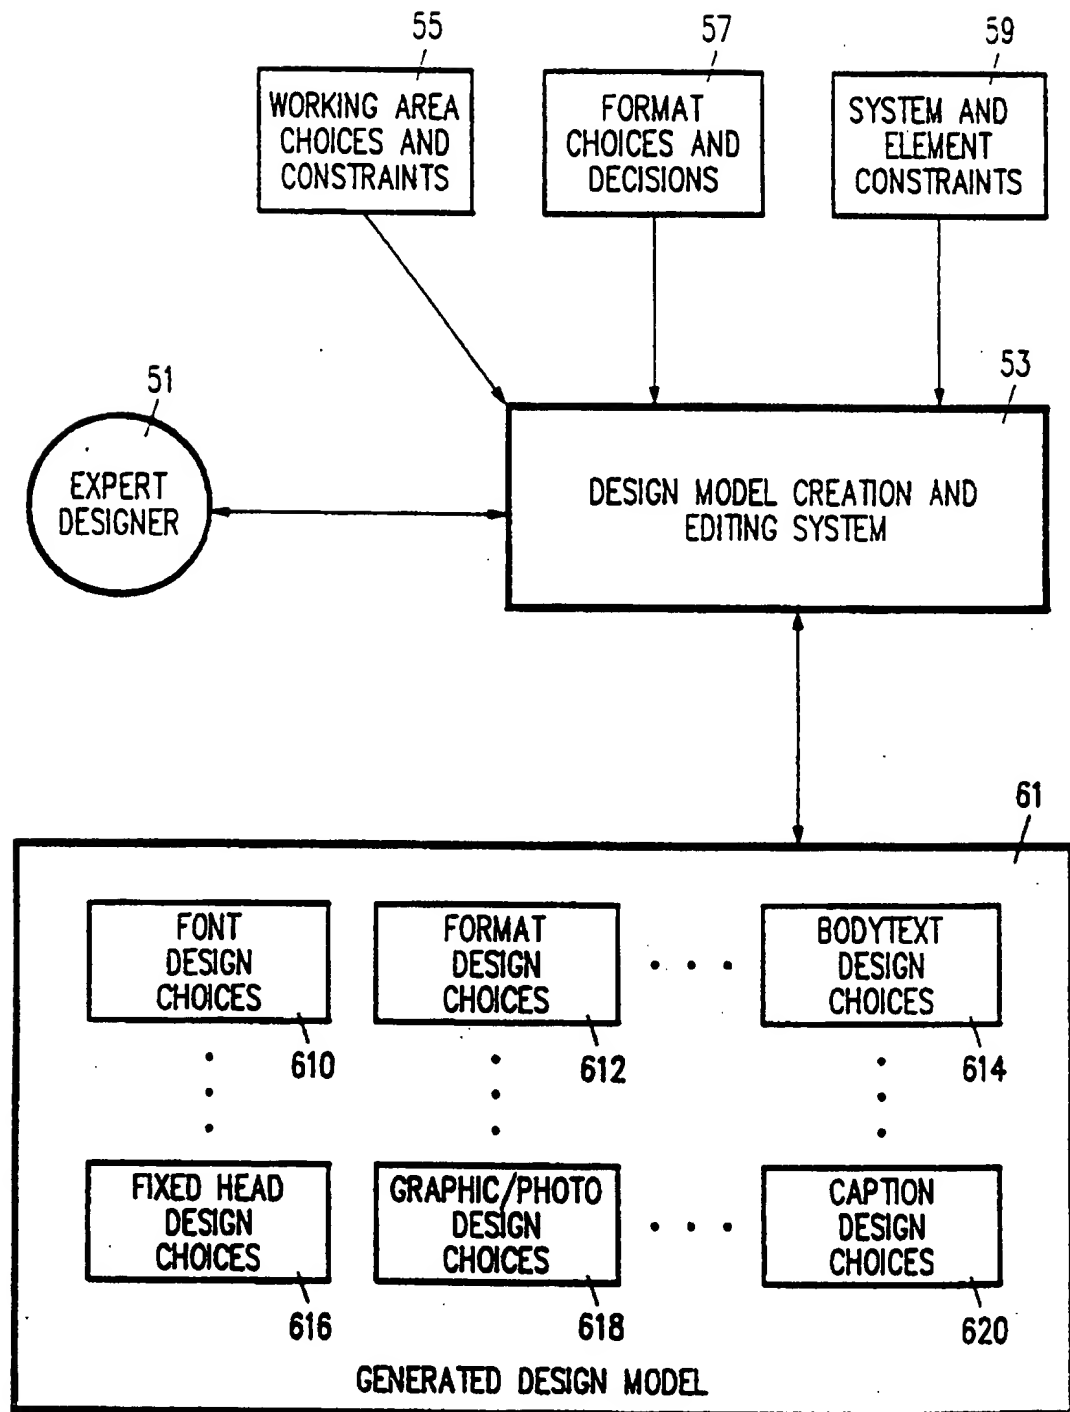 55
57
59
WORKING AREA
CHOICES AND
CONSTRAINTS
FORMAT
CHOICES AND
DECISIONS
SYSTEM AND
ELEMENT
CONSTRAINTS
51
53
EXPERT
DESIGNER
DESIGN MODEL CREATION AND
EDITING SYSTEM
61
FONT
DESIGN
CHOICES
FORMAT
DESIGN
CHOICES
BODYTEXT
DESIGN
CHOICES
610
612
614
FIXED HEAD
DESIGN
CHOICES
GRAPHIC/PHOTO
DESIGN
CHOICES
CAPTION
DESIGN
CHOICES
616
618
620
GENERATED DESIGN MODEL